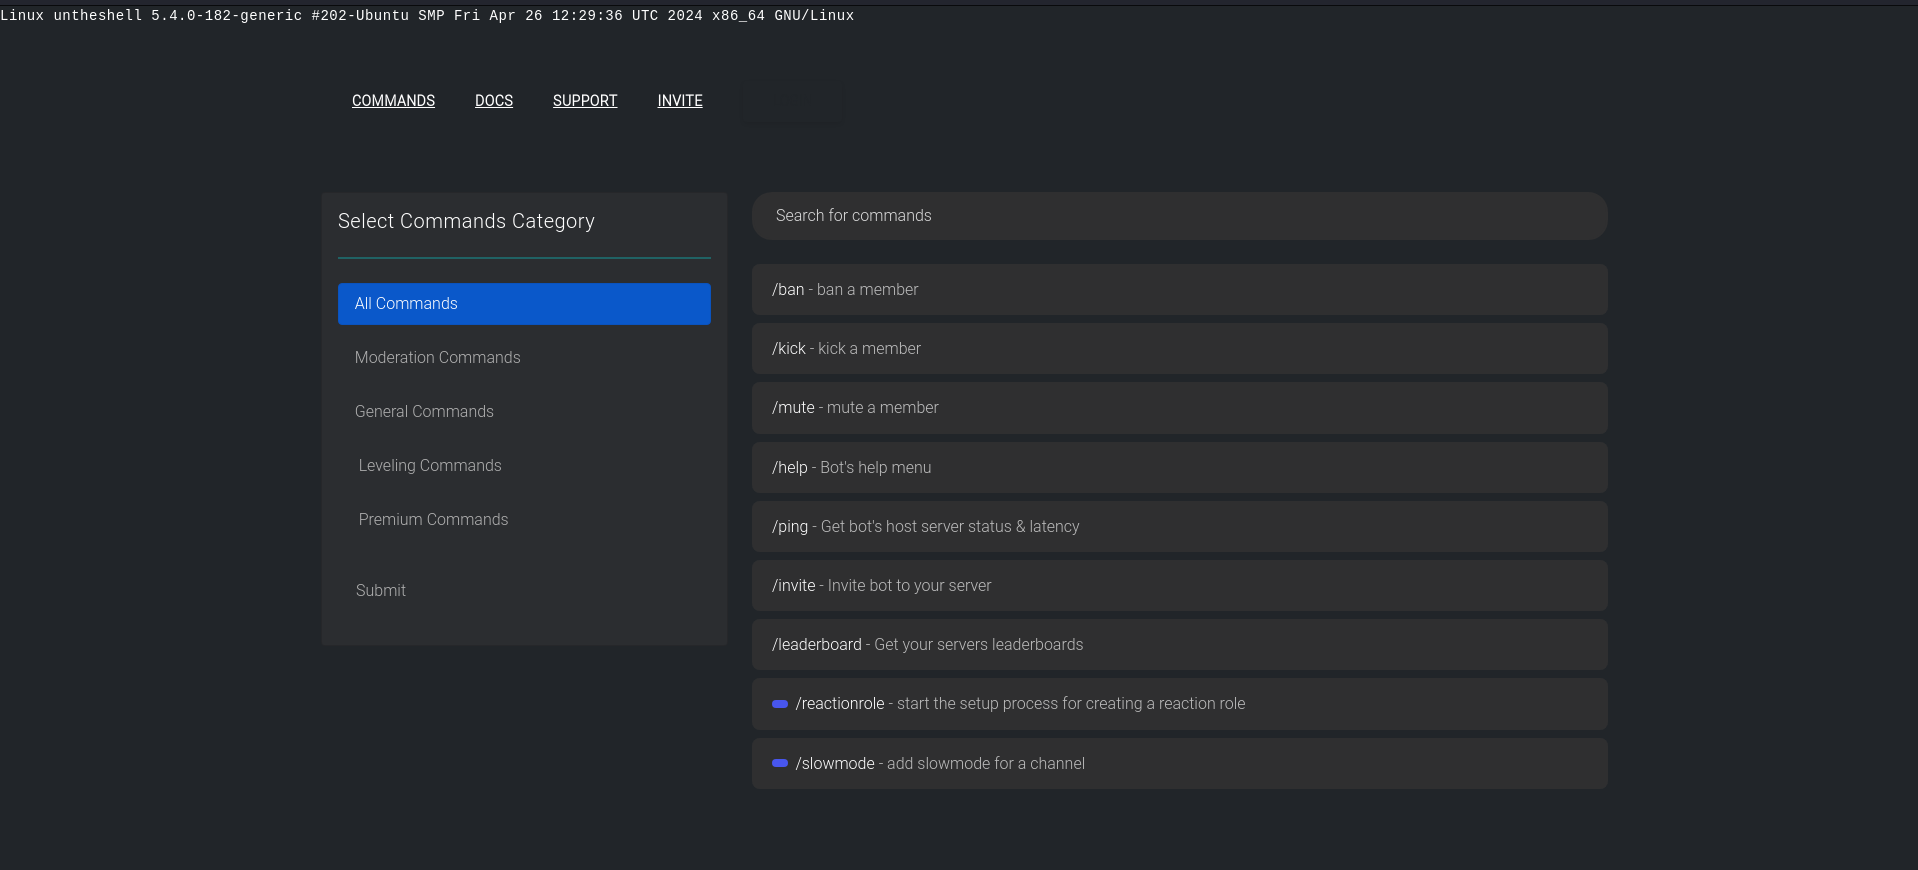 Linux untheshell 5.4.0-182-generic #202-Ubuntu SMP Fri Apr 26 12:29:36 UTC 2024 x86_64 GNU/Linux
COMMANDS DOCS SUPPORT INVITE
Select Commands Category
All Commands
Moderation Commands
General Commands
Leveling Commands
Premium Commands
Submit
Search for commands
/ban - ban a member
/kick - kick a member
/mute - mute a member
/help - Bot's help menu
/ping - Get bot's host server status & latency
/invite - Invite bot to your server
/leaderboard - Get your servers leaderboards
/reactionrole - start the setup process for creating a reaction role
/slowmode - add slowmode for a channel